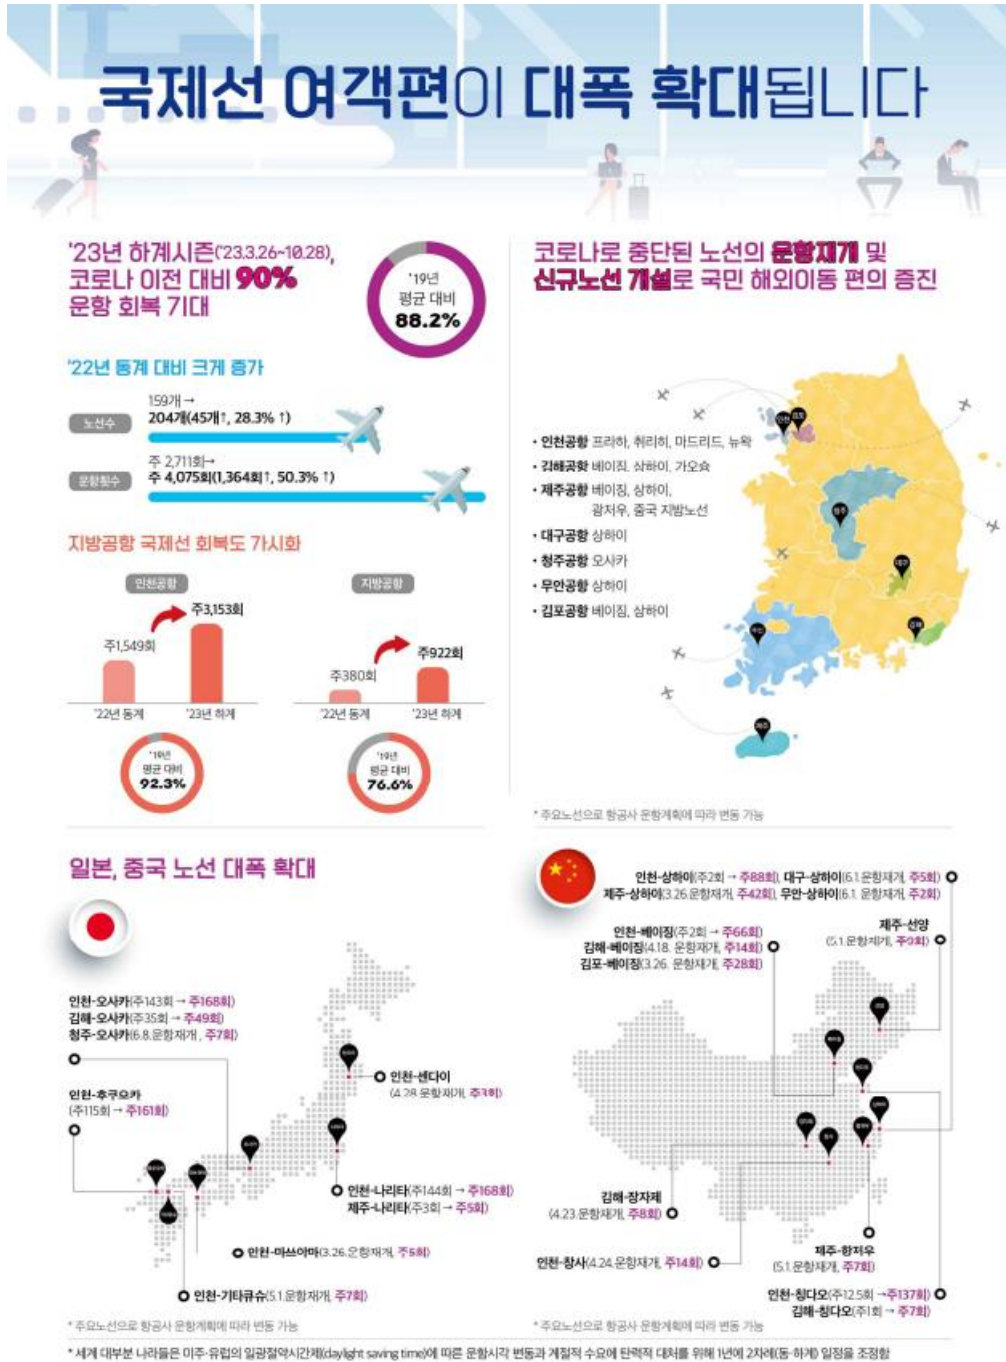 국제선 여객편이 대폭 확대됩니다
'23년 하계시즌('23.3.26~10.28),
코로나 이전 대비 90%
운항 회복 기대
'19년
평균 대비
88.2%
'22년 동계 대비 크게 증가
노선수
159개 →
204개(45개↑, 28.3% ↑)
운항횟수
주 2,711회→
주 4,075회(1,364회↑, 50.3% ↑)
지방공항 국제선 회복도 가시화
인천공항
주1,549회
주3,153회
'22년 동계
'23년 하계
'19년
평균 대비
92.3%
지방공항
주380회
주922회
'22년 동계
'23년 하계
'19년
평균 대비
76.6%
코로나로 중단된 노선의 운항재개 및
신규노선 개설로 국민 해외이동 편의 증진
• 인천공항 프라하, 취리히, 마드리드, 뉴왁
• 김해공항 베이징, 상하이, 가오슝
• 제주공항 베이징, 상하이,
광저우, 중국 지방노선
• 대구공항 상하이
• 청주공항 오사카
• 무안공항 상하이
• 김포공항 베이징, 상하이
인천
김포
청주
대구
김해
무안
제주
* 주요노선으로 항공사 운항계획에 따라 변동 가능
일본, 중국 노선 대폭 확대
인천-오사카(주143회 → 주168회)
김해-오사카(주35회 → 주49회)
청주-오사카(6.8.운항재개, 주7회)
인천-후쿠오카
(주115회 → 주161회)
인천-센다이
(4.28.운항재개, 주3회)
인천-나리타(주144회 → 주168회)
제주-나리타(주3회 → 주5회)
인천-마쓰야마(3.26.운항재개, 주5회)
인천-기타큐슈(5.1.운항재개, 주7회)
* 주요노선으로 항공사 운항계획에 따라 변동 가능
인천-상하이(주2회 → 주88회), 대구-상하이(6.1.운항재개, 주5회)
제주-상하이(3.26.운항재개, 주42회), 무안-상하이(6.1. 운항재개, 주2회)
인천-베이징(주2회 → 주66회)
김해-베이징(4.18. 운항재개, 주14회)
김포-베이징(3.26. 운항재개, 주28회)
제주-선양
(5.1.운항재개, 주9회)
김해-장자제
(4.23.운항재개, 주8회)
인천-창사(4.24.운항재개, 주14회)
제주-항저우
(5.1.운항재개, 주7회)
인천-칭다오(주12.5회 →주137회)
김해-칭다오(주1회 → 주7회)
* 주요노선으로 항공사 운항계획에 따라 변동 가능
* 세계 대부분 나라들은 미주·유럽의 일광절약시간제(daylight saving time)에 따른 운항시각 변동과 계절적 수요에 탄력적 대처를 위해 1년에 2차례(동·하계) 일정을 조정함